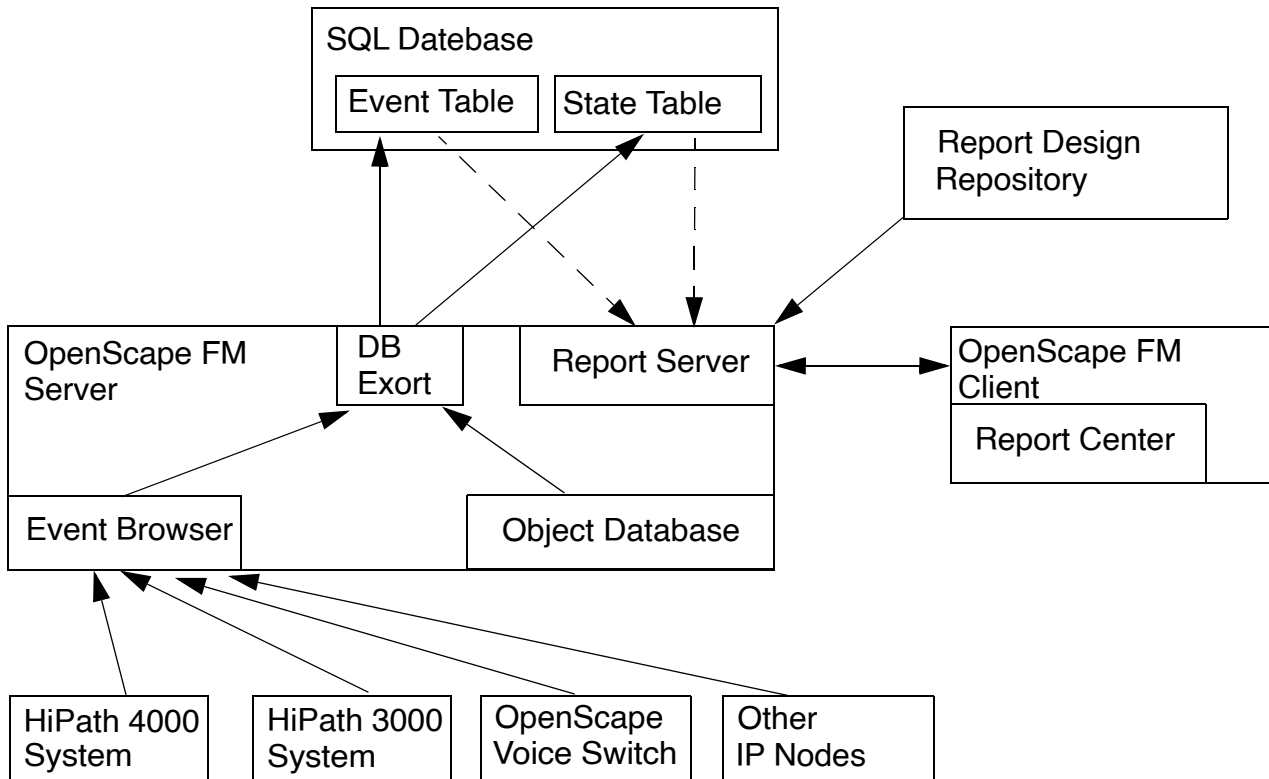 SQL Datebase
Event Table
State Table
Report Design
Repository
OpenScape FM
Server
DB
Exort
Report Server
OpenScape FM
Client
Report Center
Event Browser
Object Database
HiPath 4000
System
HiPath 3000
System
OpenScape
Voice Switch
Other
IP Nodes